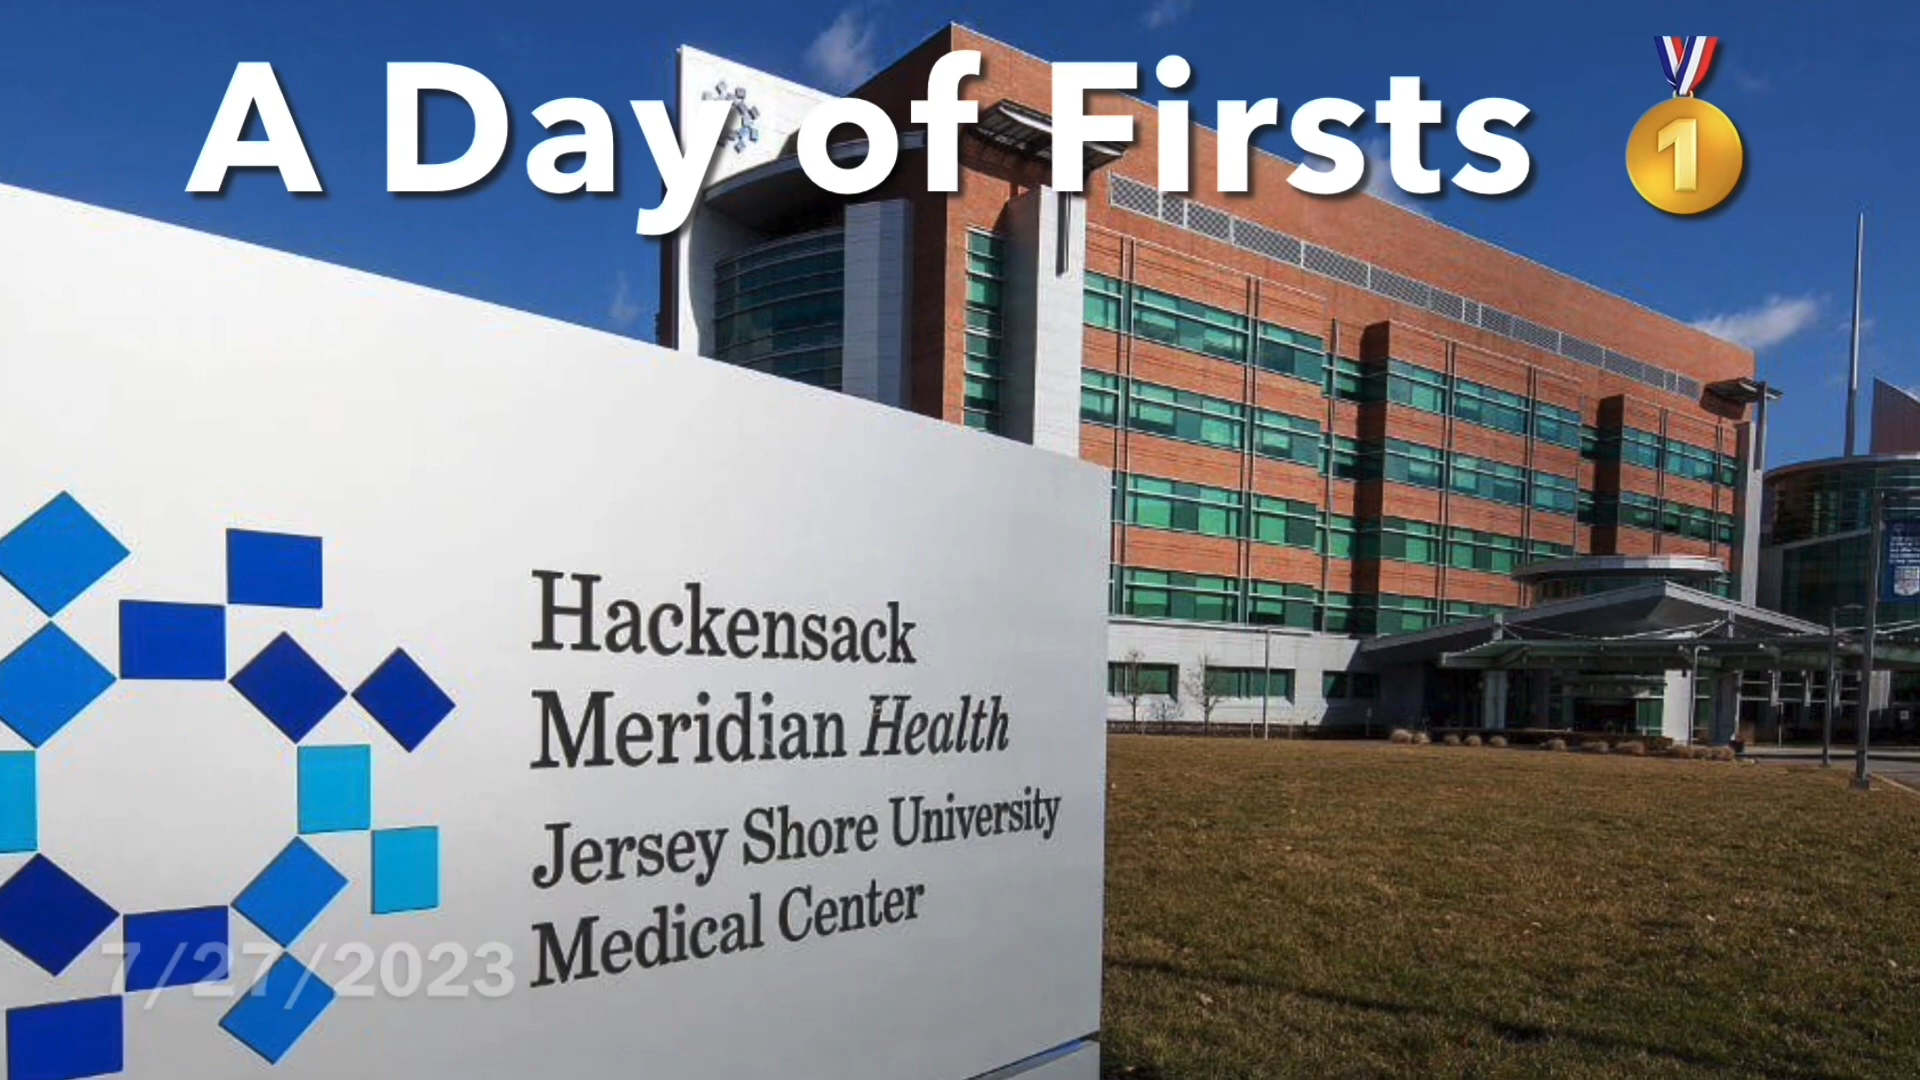 A Day of Firsts 🥇
Hackensack
Meridian Health
Jersey Shore University
Medical Center
7/27/2023